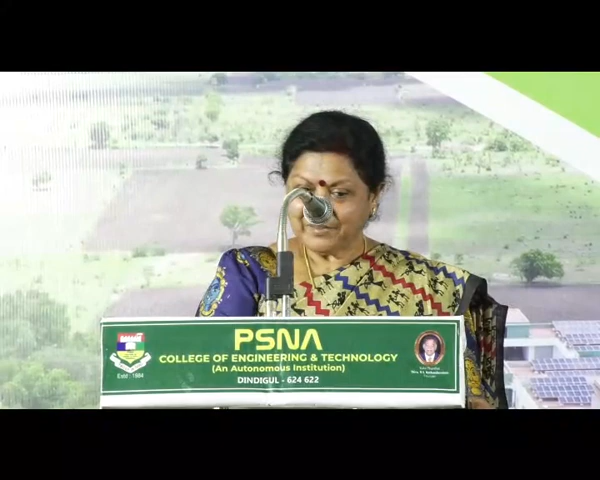 PSNA
COLLEGE OF ENGINEERING & TECHNOLOGY
(An Autonomous Institution)
DINDIGUL - 624 622
Estd : 1984